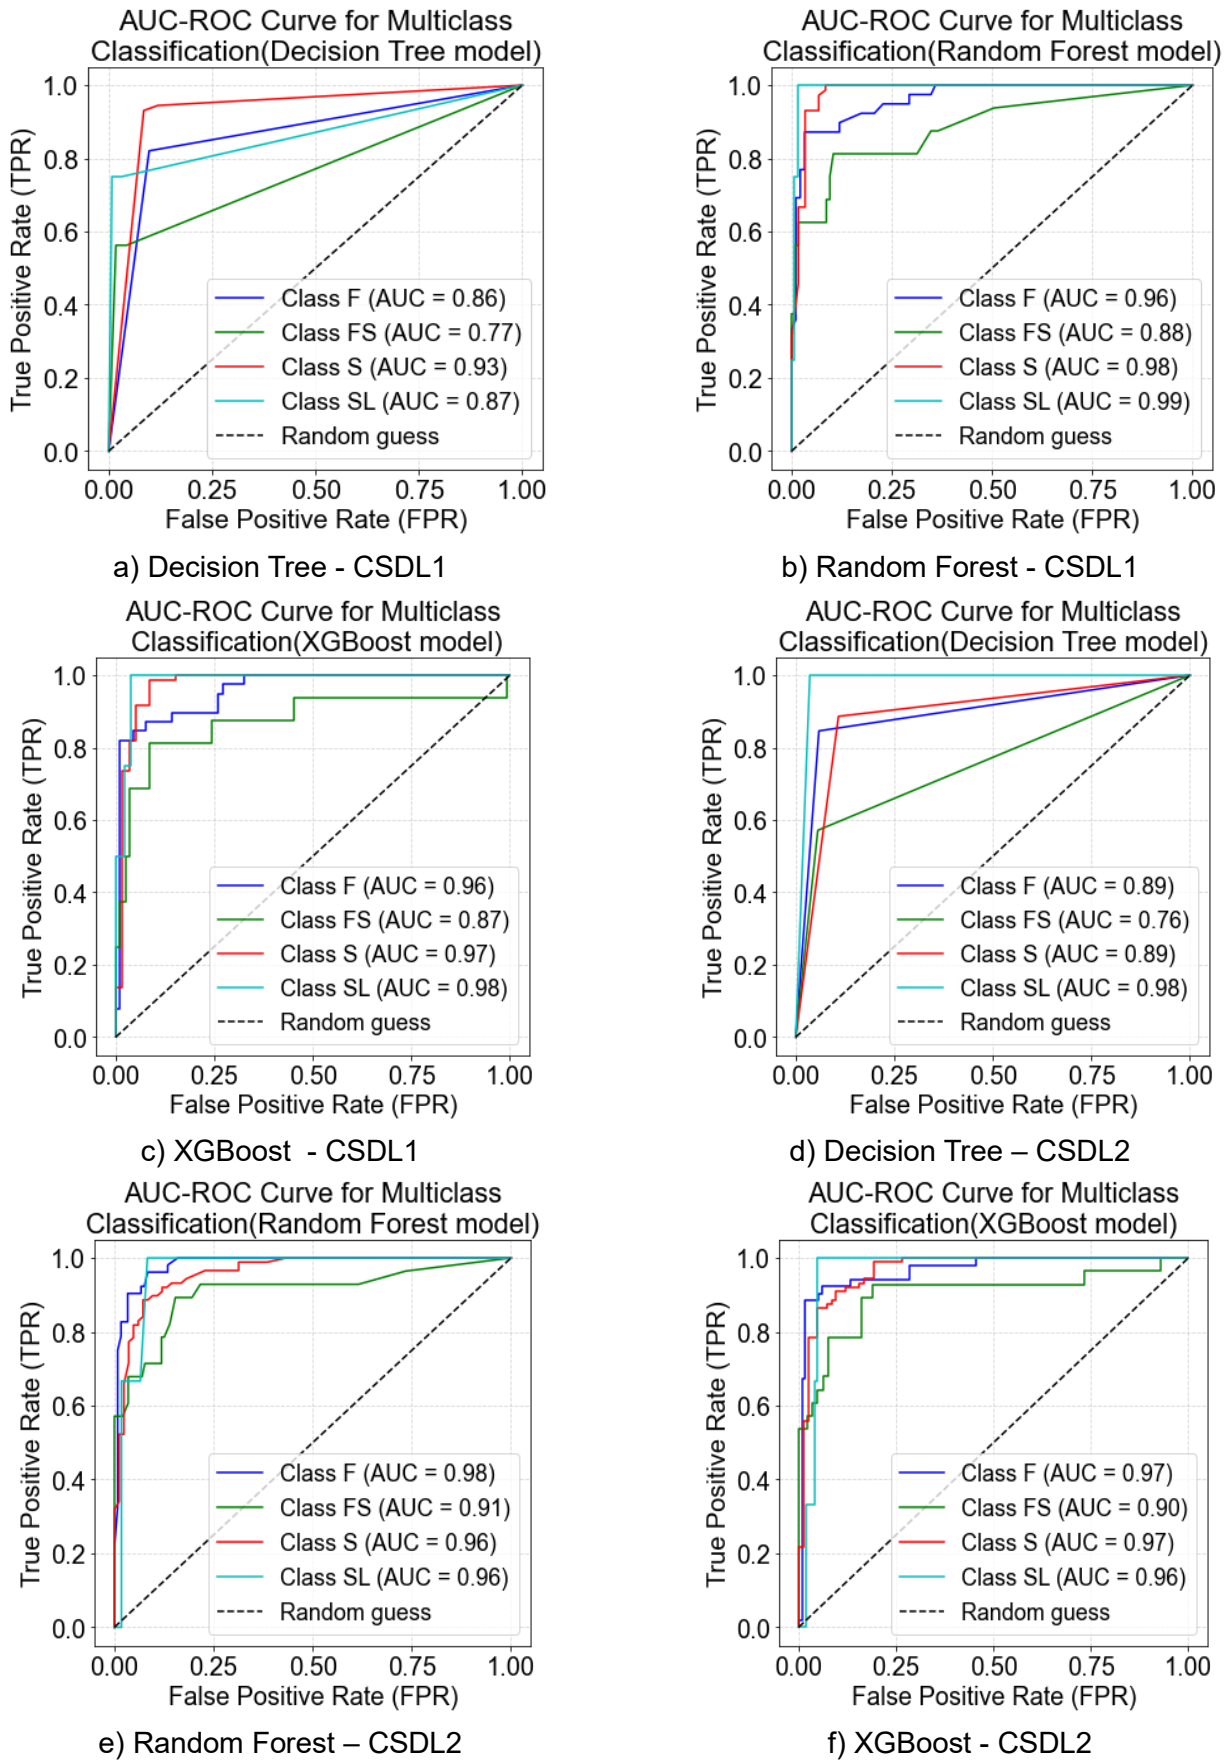 AUC-ROC Curve for Multiclass
Classification(Decision Tree model)
True Positive Rate (TPR)
1.0
0.8
0.6
0.4
0.2
0.0
Class F (AUC = 0.86)
Class FS (AUC = 0.77)
Class S (AUC = 0.93)
Class SL (AUC = 0.87)
Random guess
0.00 0.25 0.50 0.75 1.00
False Positive Rate (FPR)
a) Decision Tree - CSDL1
AUC-ROC Curve for Multiclass
Classification(Random Forest model)
True Positive Rate (TPR)
1.0
0.8
0.6
0.4
0.2
0.0
Class F (AUC = 0.96)
Class FS (AUC = 0.88)
Class S (AUC = 0.98)
Class SL (AUC = 0.99)
Random guess
0.00 0.25 0.50 0.75 1.00
False Positive Rate (FPR)
b) Random Forest - CSDL1
AUC-ROC Curve for Multiclass
Classification(XGBoost model)
True Positive Rate (TPR)
1.0
0.8
0.6
0.4
0.2
0.0
Class F (AUC = 0.96)
Class FS (AUC = 0.87)
Class S (AUC = 0.97)
Class SL (AUC = 0.98)
Random guess
0.00 0.25 0.50 0.75 1.00
False Positive Rate (FPR)
c) XGBoost - CSDL1
AUC-ROC Curve for Multiclass
Classification(Decision Tree model)
True Positive Rate (TPR)
1.0
0.8
0.6
0.4
0.2
0.0
Class F (AUC = 0.89)
Class FS (AUC = 0.76)
Class S (AUC = 0.89)
Class SL (AUC = 0.98)
Random guess
0.00 0.25 0.50 0.75 1.00
False Positive Rate (FPR)
d) Decision Tree – CSDL2
AUC-ROC Curve for Multiclass
Classification(Random Forest model)
True Positive Rate (TPR)
1.0
0.8
0.6
0.4
0.2
0.0
Class F (AUC = 0.98)
Class FS (AUC = 0.91)
Class S (AUC = 0.96)
Class SL (AUC = 0.96)
Random guess
0.00 0.25 0.50 0.75 1.00
False Positive Rate (FPR)
e) Random Forest – CSDL2
AUC-ROC Curve for Multiclass
Classification(XGBoost model)
True Positive Rate (TPR)
1.0
0.8
0.6
0.4
0.2
0.0
Class F (AUC = 0.97)
Class FS (AUC = 0.90)
Class S (AUC = 0.97)
Class SL (AUC = 0.96)
Random guess
0.00 0.25 0.50 0.75 1.00
False Positive Rate (FPR)
f) XGBoost - CSDL2